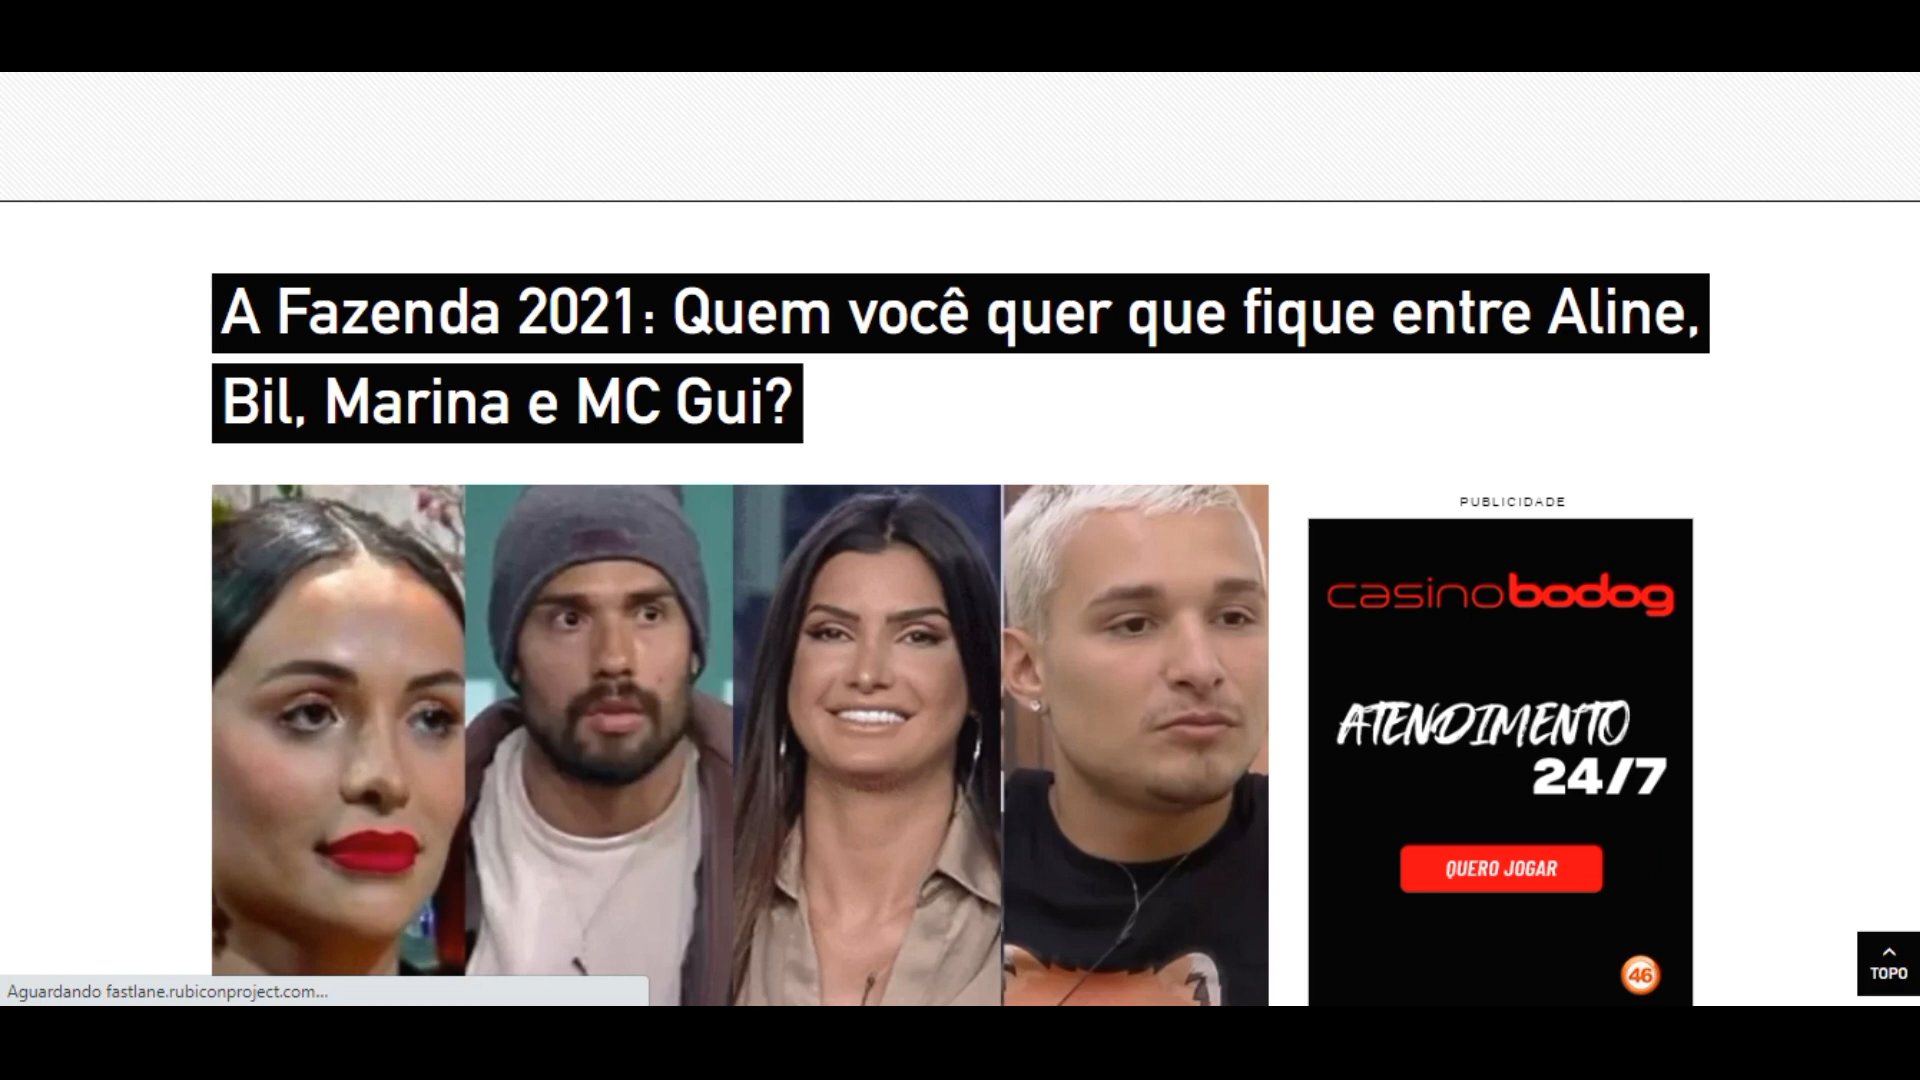 A Fazenda 2021: Quem você quer que fique entre Aline,
Bil, Marina e MC Gui?
PUBLICIDADE
casinobodog
ATENDIMENTO
24/7
QUERO JOGAR
46
TOPO
Aguardando fastlane.rubiconproject.com...